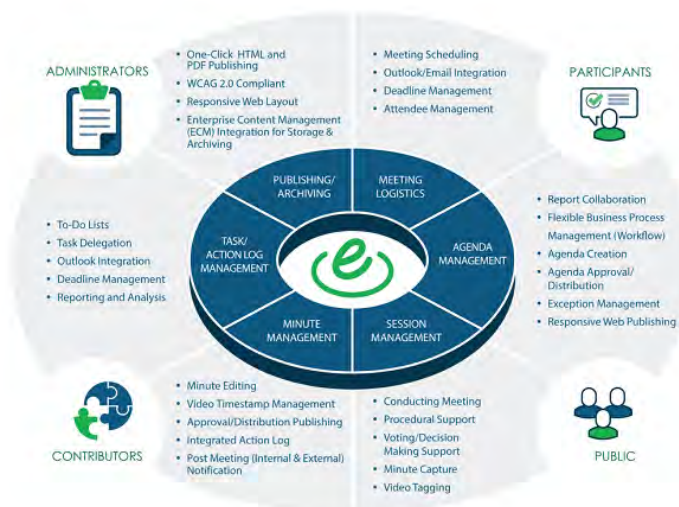 ADMINISTRATORS
• One-Click HTML and
PDF Publishing
• WCAG 2.0 Compliant
• Responsive Web Layout
• Enterprise Content Management
(ECM) Integration for Storage &
Archiving
• Meeting Scheduling
• Outlook/Email Integration
• Deadline Management
• Attendee Management
PARTICIPANTS
PUBLISHING/
ARCHIVING
MEETING
LOGISTICS
• To-Do Lists
• Task Delegation
• Outlook Integration
• Deadline Management
• Reporting and Analysis
TASK/
ACTION LOG
MANAGEMENT
e
AGENDA
MANAGEMENT
• Report Collaboration
• Flexible Business Process
Management (Workflow)
• Agenda Creation
• Agenda Approval/
Distribution
• Exception Management
• Responsive Web Publishing
MINUTE
MANAGEMENT
SESSION
MANAGEMENT
CONTRIBUTORS
• Minute Editing
• Video Timestamp Management
• Approval/Distribution Publishing
• Integrated Action Log
• Post Meeting (Internal & External)
Notification
• Conducting Meeting
• Procedural Support
• Voting/Decision
Making Support
• Minute Capture
• Video Tagging
PUBLIC